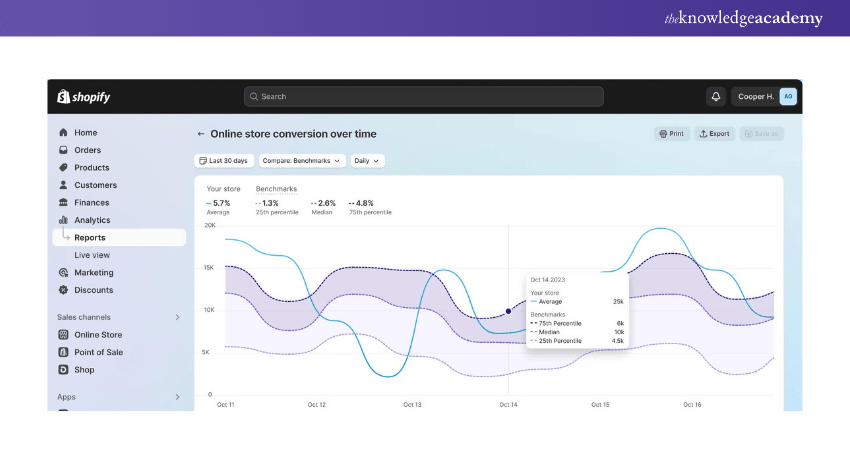 theknowledgeacademy
shopify
Search
Cooper H.
AG
Home
Orders
Products
Customers
Finances
Analytics
Reports
Live view
Marketing
Discounts
Sales channels
Online Store
Point of Sale
Shop
Apps
← Online store conversion over time
Print
Export
Save as
Last 30 days
Compare: Benchmarks
Daily
Your store
Benchmarks
5.7%
1.3%
2.6%
4.8%
Average
25th percentile
Median
75th percentile
20K
15K
10K
5K
0
Oct 11
Oct 12
Oct 13
Oct 14
Oct 15
Oct 16
Oct 14 2023
Your store
Average 25k
Benchmarks
75th Percentile 6k
Median 10k
25th Percentile 4.5k